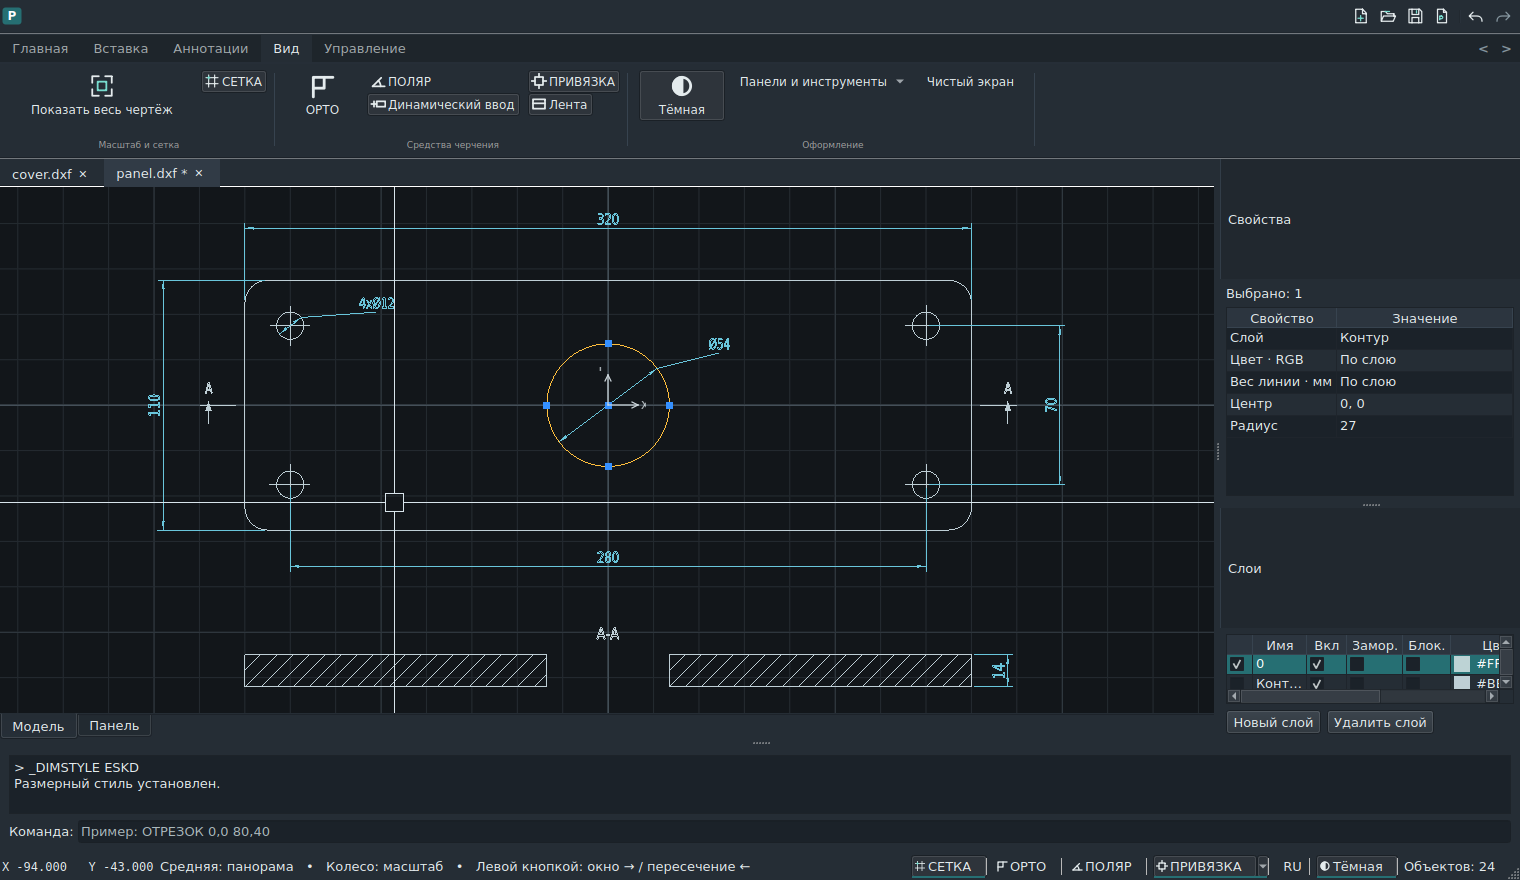 P
Главная Вставка Аннотации Вид Управление < >
Показать весь чертёж
СЕТКА
Масштаб и сетка
ОРТО
ПОЛЯР
Динамический ввод
ПРИВЯЗКА
Лента
Средства черчения
Тёмная
Панели и инструменты
Чистый экран
Оформление
cover.dxf × panel.dxf * ×
320
4xØ12
Ø54
A A
110
70
X
280
A-A
14
Свойства
Выбрано: 1
Свойство Значение
Слой Контур
Цвет · RGB По слою
Вес линии · мм По слою
Центр 0, 0
Радиус 27
Слои
Имя Вкл Замор. Блок. Цв
0 #FF
Конт... #BE
Новый слой Удалить слой
Модель Панель
> _DIMSTYLE ESKD
Размерный стиль установлен.
Команда: Пример: ОТРЕЗОК 0,0 80,40
X -94.000 Y -43.000 Средняя: панорама • Колесо: масштаб • Левой кнопкой: окно → / пересечение ← СЕТКА ОРТО ПОЛЯР ПРИВЯЗКА RU Тёмная Объектов: 24